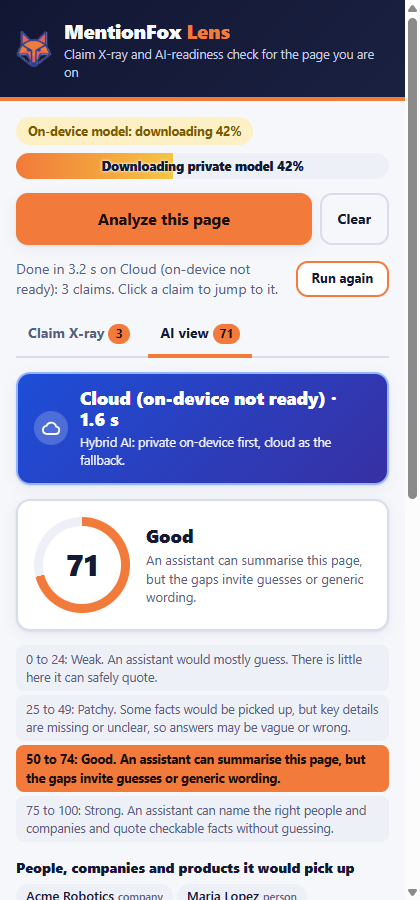 MentionFox Lens
Claim X-ray and AI-readiness check for the page you are
on
On-device model: downloading 42%
Downloading private model 42%
Analyze this page
Clear
Done in 3.2 s on Cloud (on-device not
ready): 3 claims. Click a claim to jump to it.
Run again
Claim X-ray 3
AI view 71
Cloud (on-device not ready) ·
1.6 s
Hybrid AI: private on-device first, cloud as the
fallback.
71
Good
An assistant can summarise this page,
but the gaps invite guesses or generic
wording.
0 to 24: Weak. An assistant would mostly guess. There is little
here it can safely quote.
25 to 49: Patchy. Some facts would be picked up, but key details
are missing or unclear, so answers may be vague or wrong.
50 to 74: Good. An assistant can summarise this page, but
the gaps invite guesses or generic wording.
75 to 100: Strong. An assistant can name the right people and
companies and quote checkable facts without guessing.
People, companies and products it would pick up
Acme Robotics company
Maria Lopez person